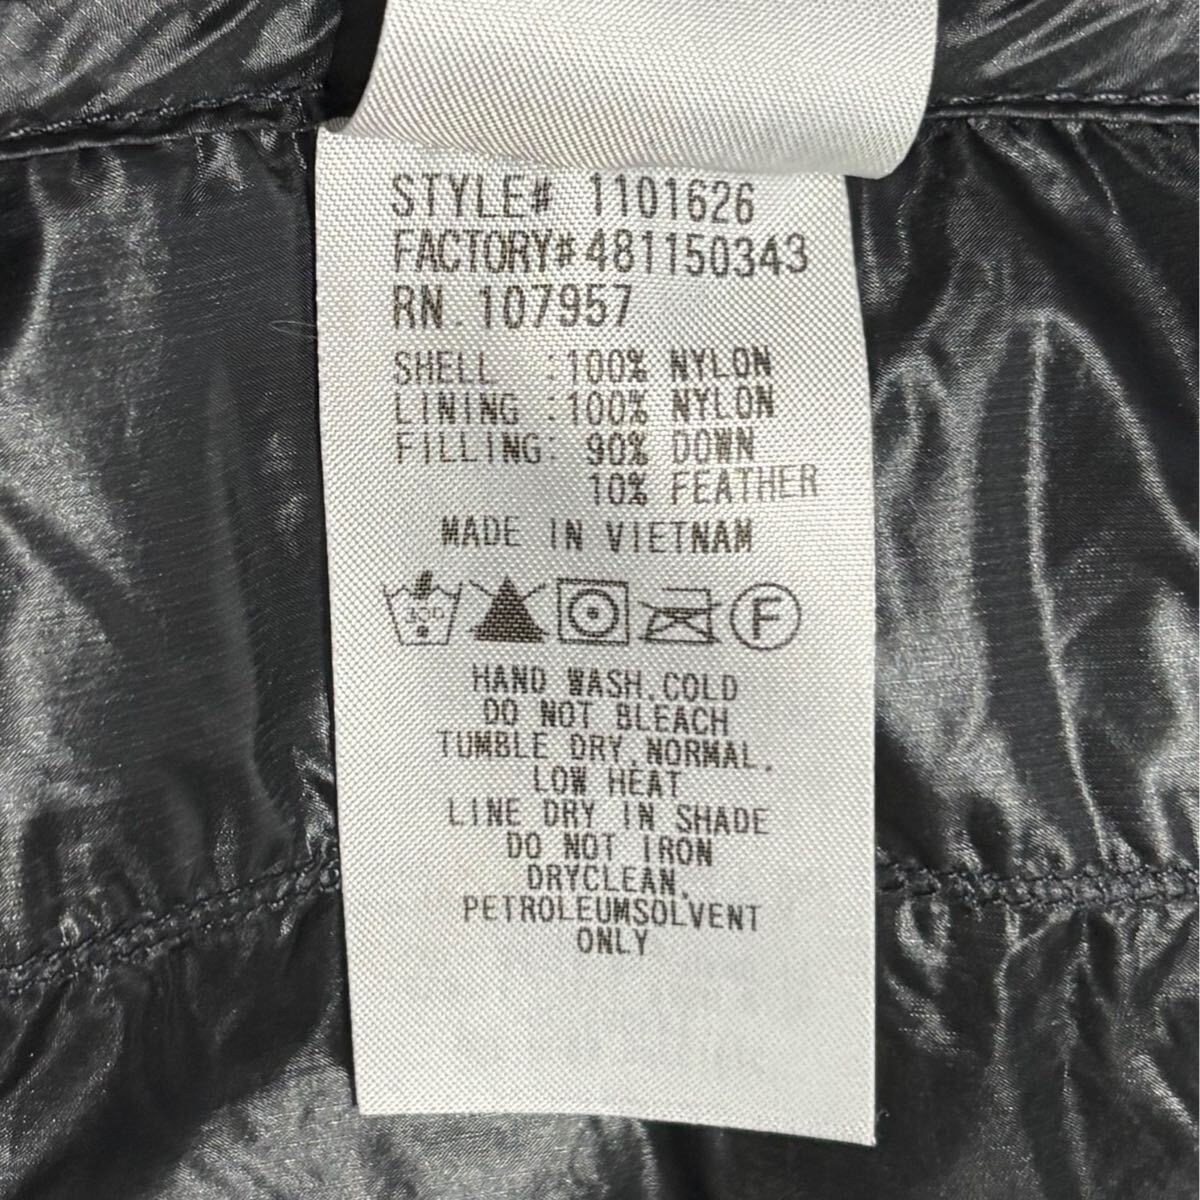 STYLE# 1101626
FACTORY#481150343
RN. 107957
SHELL :100% NYLON
LINING :100% NYLON
FILLING: 90% DOWN
10% FEATHER
MADE IN VIETNAM
F
HAND WASH,COLD
DO NOT BLEACH
TUMBLE DRY,NORMAL,
LOW HEAT
LINE DRY IN SHADE
DO NOT IRON
DRYCLEAN,
PETROLEUMSOLVENT
ONLY